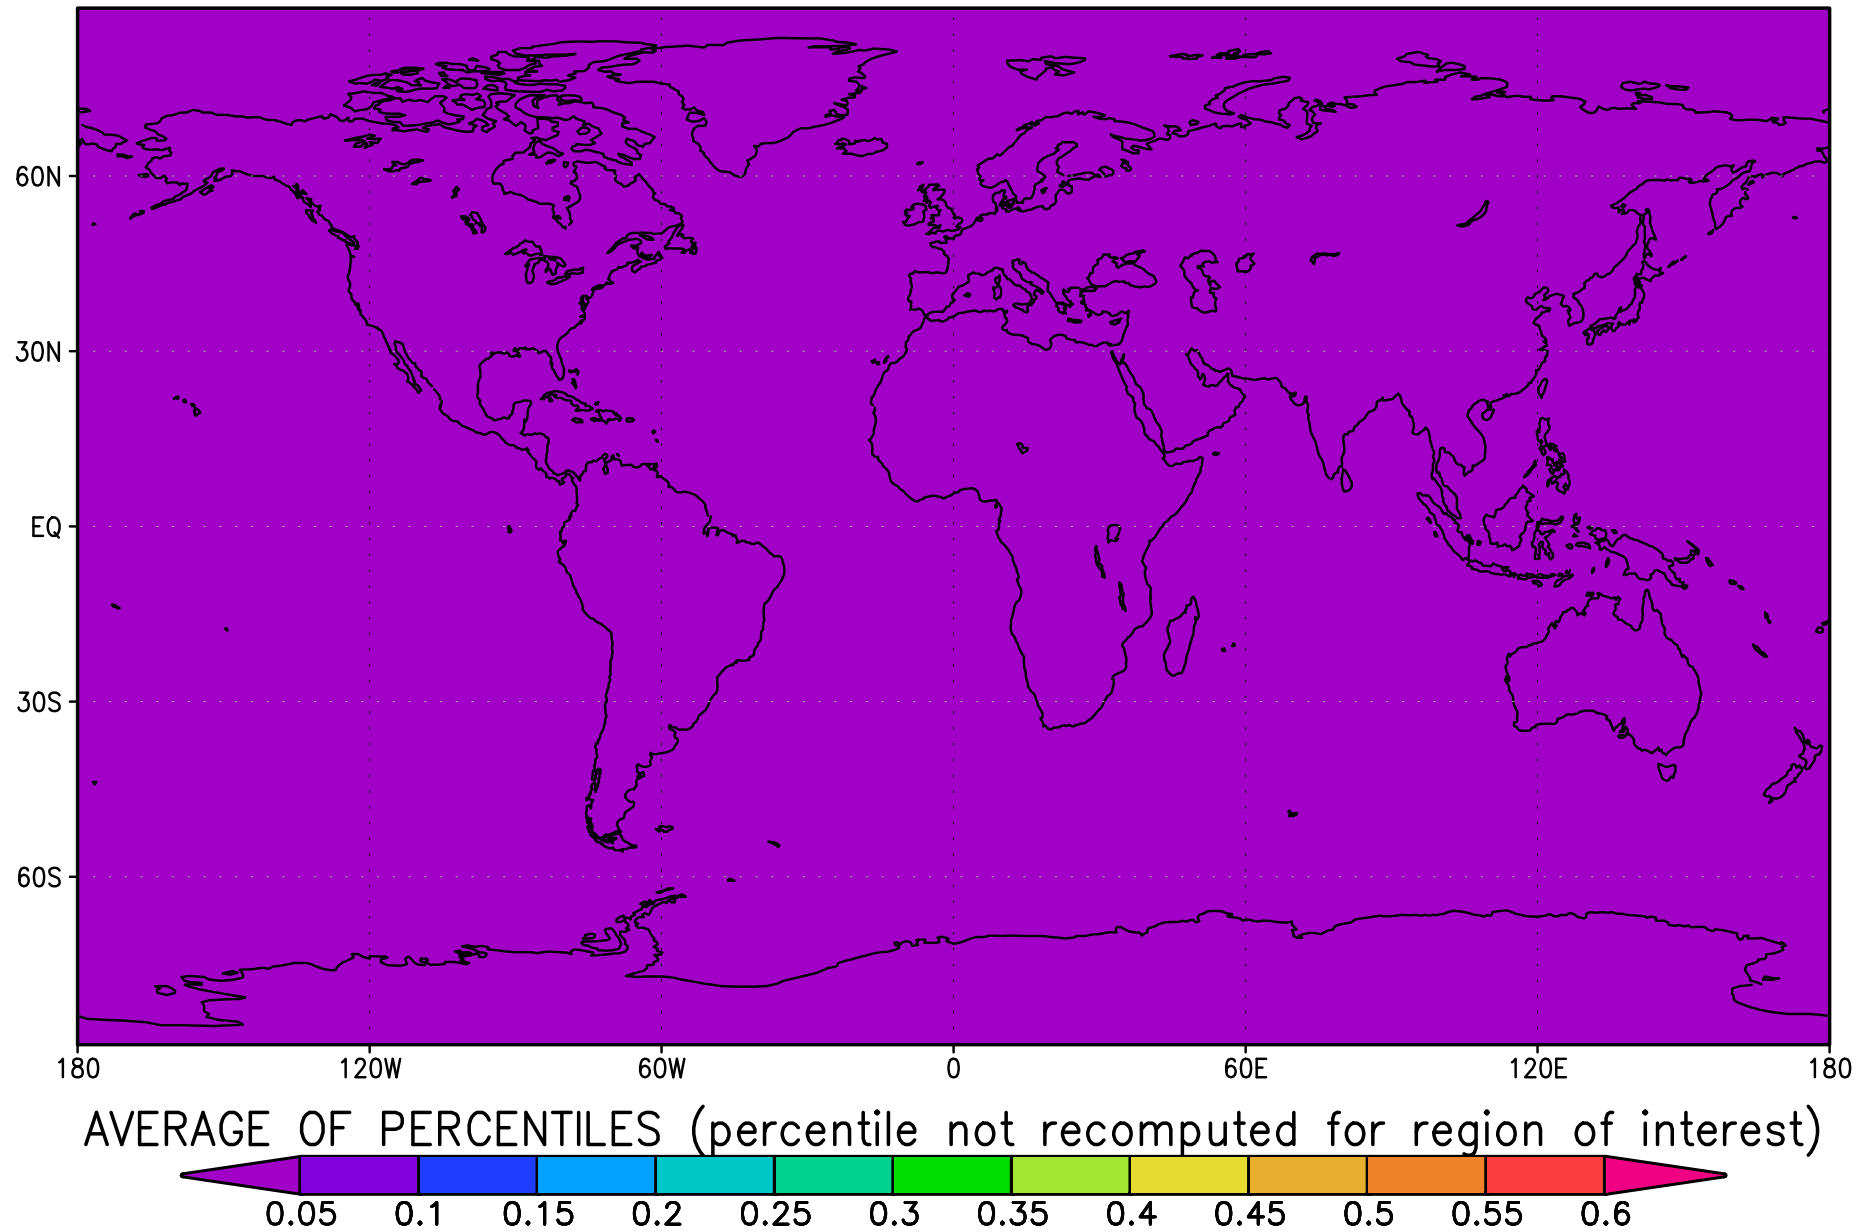 60N
30N
EQ
30S
60S
180 120W 60W 0 60E 120E 180
AVERAGE OF PERCENTILES (percentile not recomputed for region of interest)
0.05 0.1 0.15 0.2 0.25 0.3 0.35 0.4 0.45 0.5 0.55 0.6